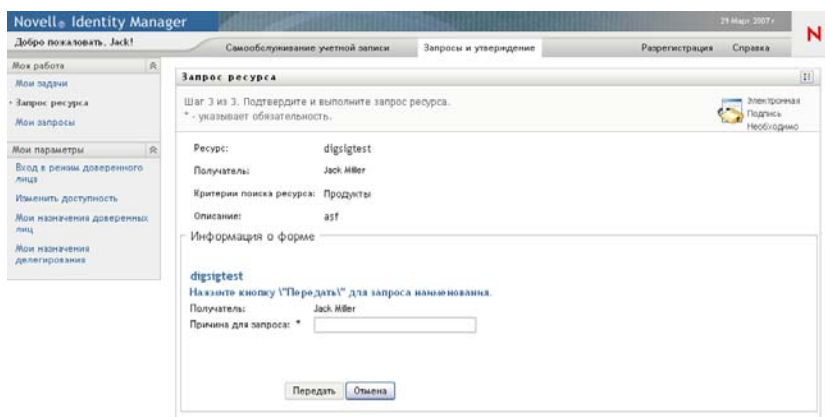 Novell® Identity Manager
29 Март 2007 г
Добро пожаловать, Jack!
Самообслуживание учетной записи
Запросы и утверждение
Разрегистрация
Справка
N
Моя работа
Мои задачи
Запрос ресурса
Мои запросы
Мои параметры
Вход в режим доверенного
лица
Изменить доступность
Мои назначения доверенных
лиц
Мои назначения
делегирования
Запрос ресурса
Шаг 3 из 3. Подтвердите и выполните запрос ресурса.
* - указывает обязательность.
Электронная
Подпись
Необходимо
Ресурс: digsigtest
Получатель: Jack Miller
Критерии поиска ресурса: Продукты
Описание: asf
Информация о форме
digsigtest
Нажмите кнопку \"Передать\" для запроса наименования.
Получатель: Jack Miller
Причина для запроса: *
Передать
Отмена